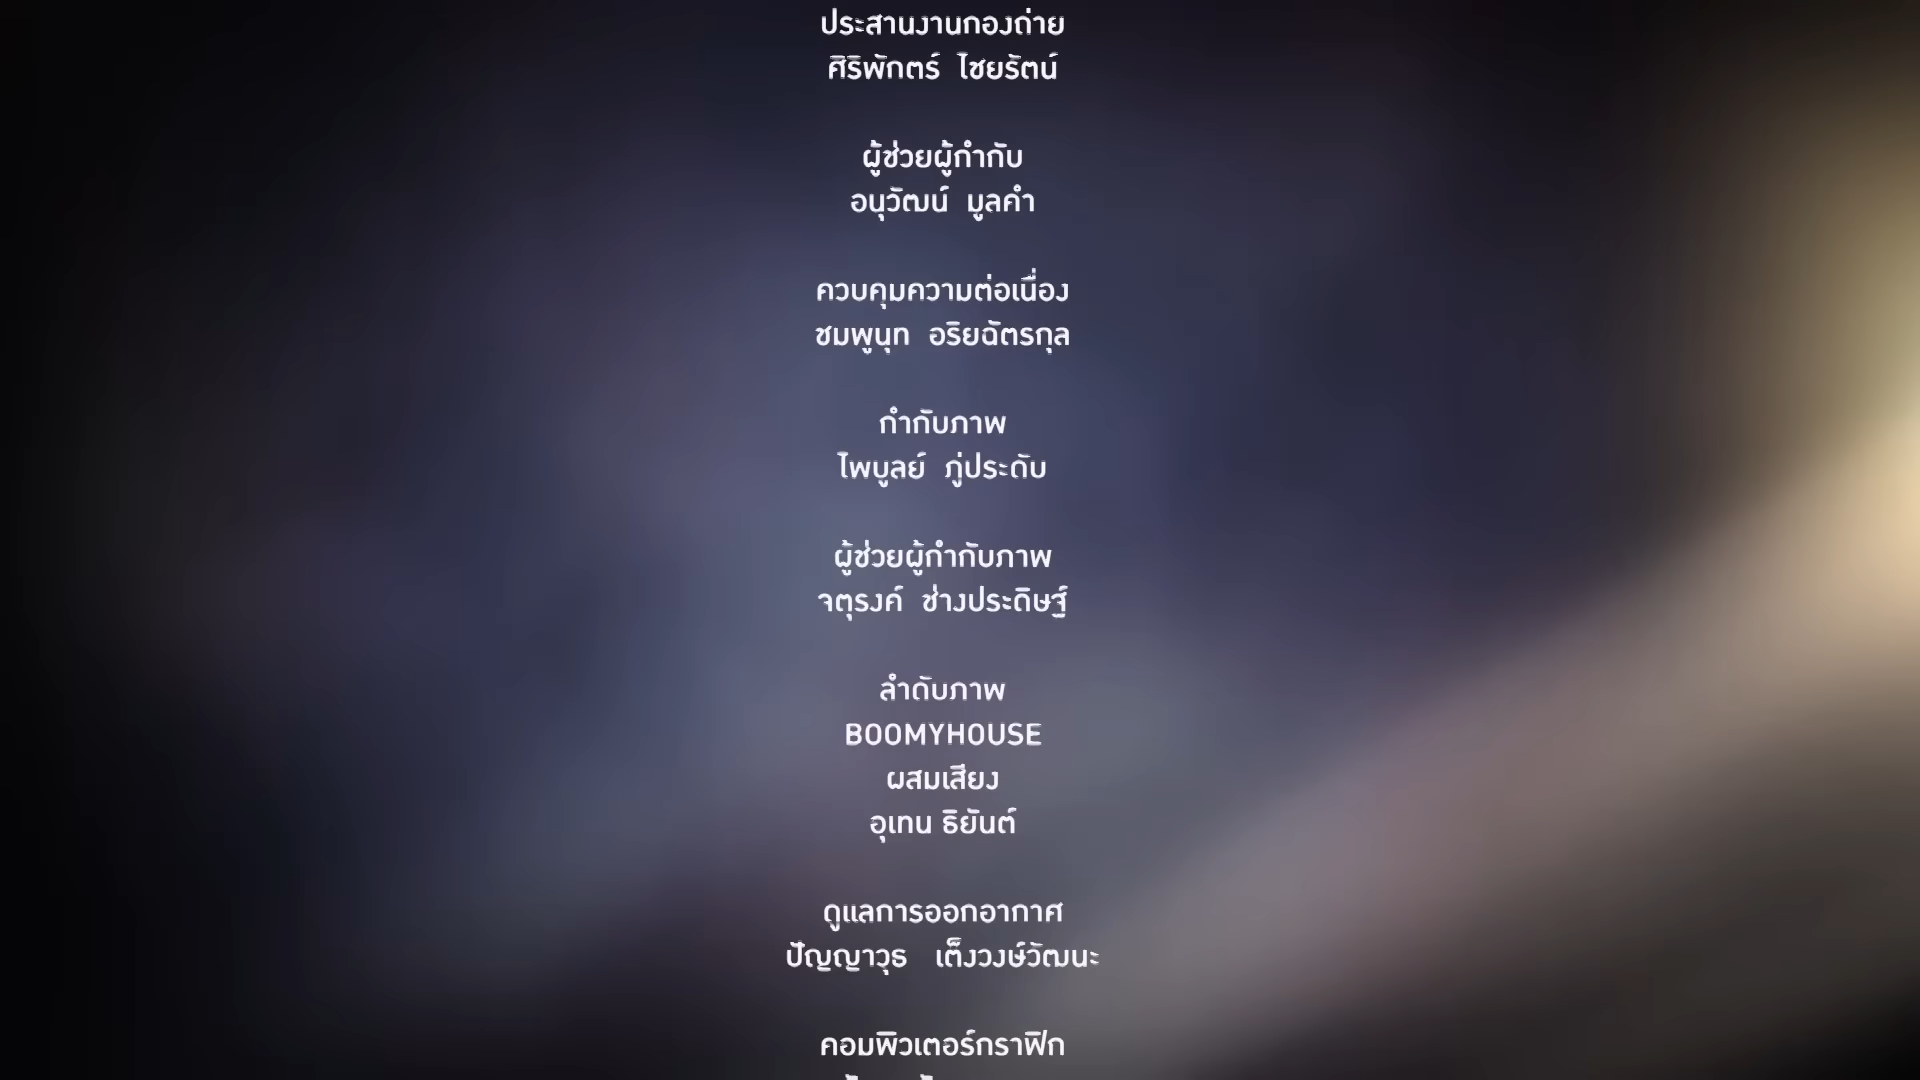 ประสานงานกองถ่าย
ศิริพักตร์ ไชยรัตน์
ผู้ช่วยผู้กำกับ
อนุวัฒน์ มูลคำ
ควบคุมความต่อเนื่อง
ชมพูนุท อริยฉัตรกุล
กำกับภาพ
ไพบูลย์ ภู่ประดับ
ผู้ช่วยผู้กำกับภาพ
จตุรงค์ ช่างประดิษฐ์
ลำดับภาพ
BOOMYHOUSE
ผสมเสียง
อุเทน ธิยันต์
ดูแลการออกอากาศ
ปัญญาวุธ เต็งวงษ์วัฒนะ
คอมพิวเตอร์กราฟิก